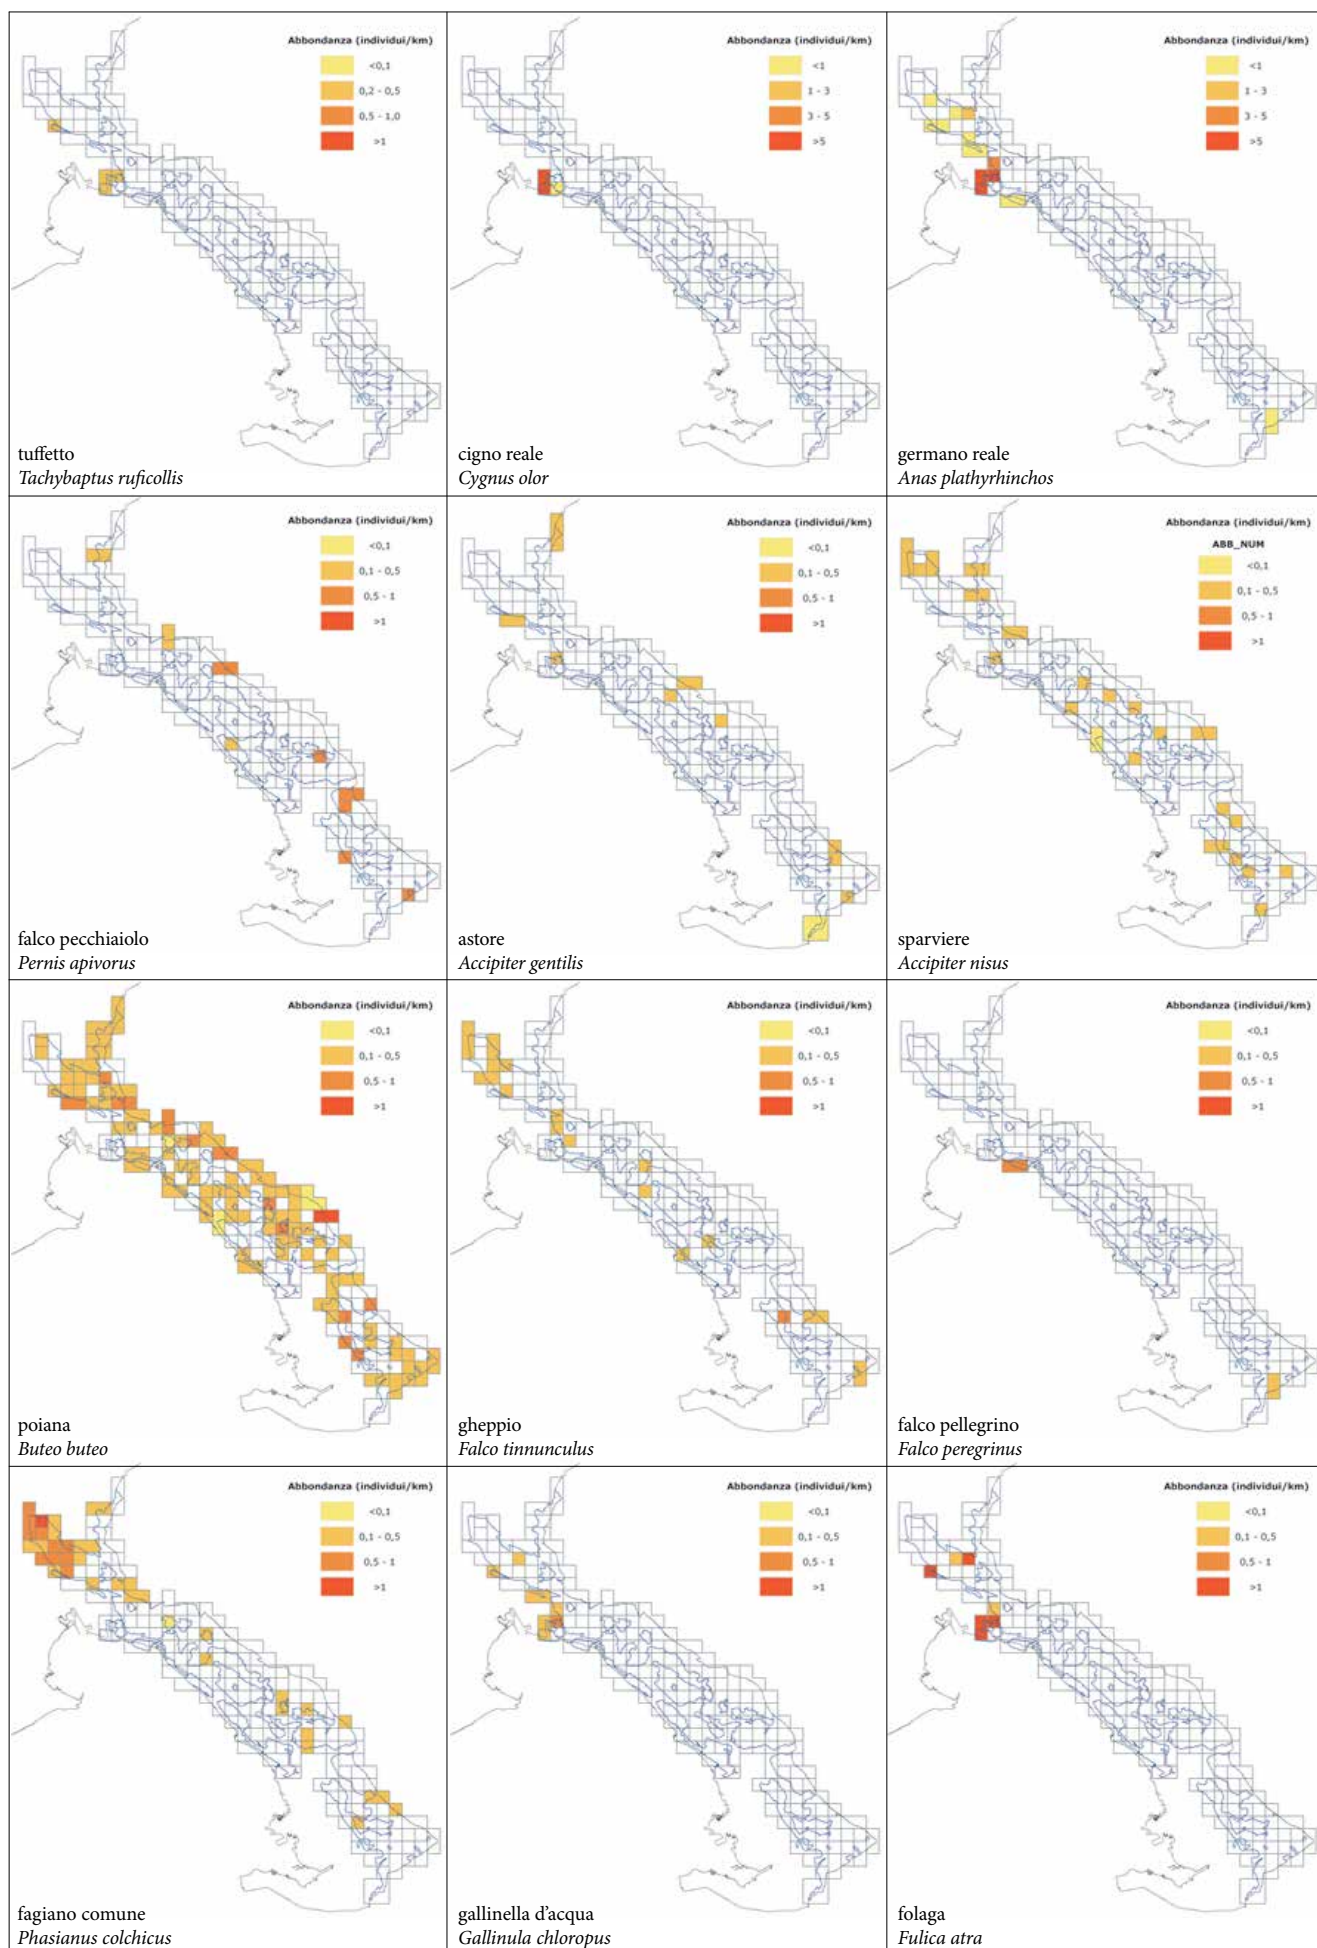 Abbondanza (individui/km)
<0,1
0,2 - 0,5
0,5 - 1,0
>1
tuffetto
Tachybaptus ruficollis
Abbondanza (individui/km)
<1
1 - 3
3 - 5
>5
cigno reale
Cygnus olor
Abbondanza (individui/km)
<1
1 - 3
3 - 5
>5
germano reale
Anas plathyrhinchos
Abbondanza (individui/km)
<0,1
0,1 - 0,5
0,5 - 1
>1
falco pecchiaiolo
Pernis apivorus
Abbondanza (individui/km)
<0,1
0,1 - 0,5
0,5 - 1
>1
astore
Accipiter gentilis
Abbondanza (individui/km)
ABB_NUM
<0,1
0,1 - 0,5
0,5 - 1
>1
sparviere
Accipiter nisus
Abbondanza (individui/km)
<0,1
0,1 - 0,5
0,5 - 1
>1
poiana
Buteo buteo
Abbondanza (individui/km)
<0,1
0,1 - 0,5
0,5 - 1
>1
gheppio
Falco tinnunculus
Abbondanza (individui/km)
<0,1
0,1 - 0,5
0,5 - 1
>1
falco pellegrino
Falco peregrinus
Abbondanza (individui/km)
<0,1
0,1 - 0,5
0,5 - 1
>1
fagiano comune
Phasianus colchicus
Abbondanza (individui/km)
<0,1
0,1 - 0,5
0,5 - 1
>1
gallinella d'acqua
Gallinula chloropus
Abbondanza (individui/km)
<0,1
0,1 - 0,5
0,5 - 1
>1
folaga
Fulica atra